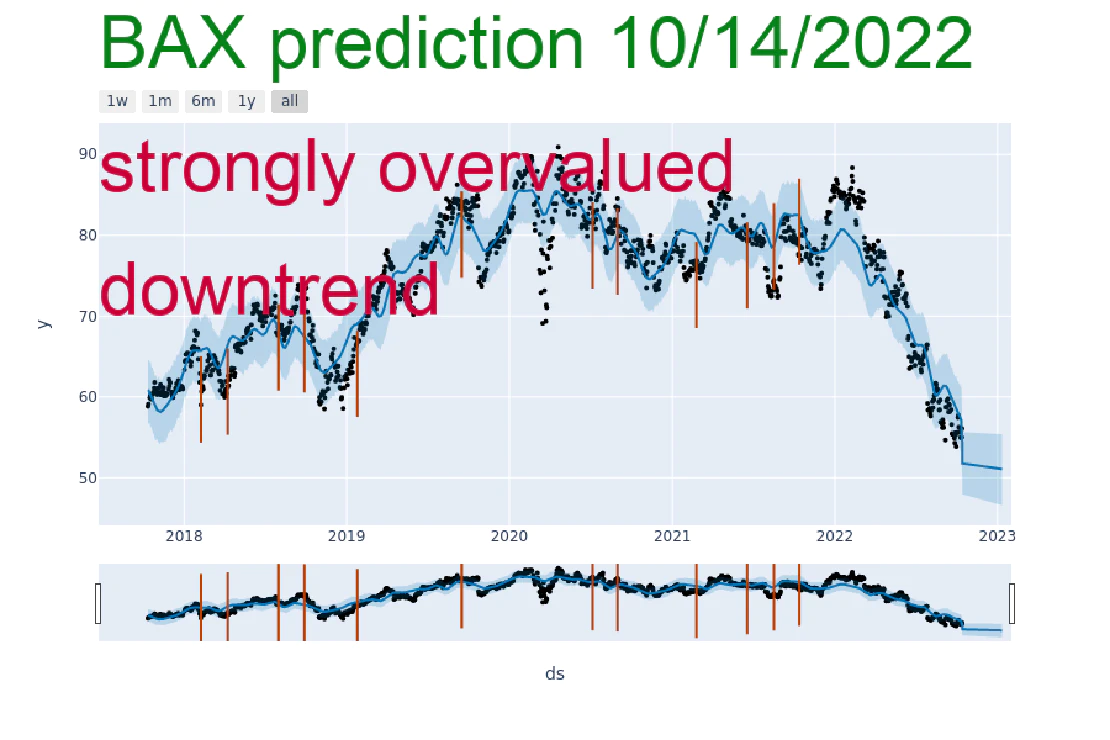 BAX prediction 10/14/2022
1w 1m 6m 1y all
strongly overvalued
downtrend
90
80
70
60
50
y
2018 2019 2020 2021 2022 2023
ds